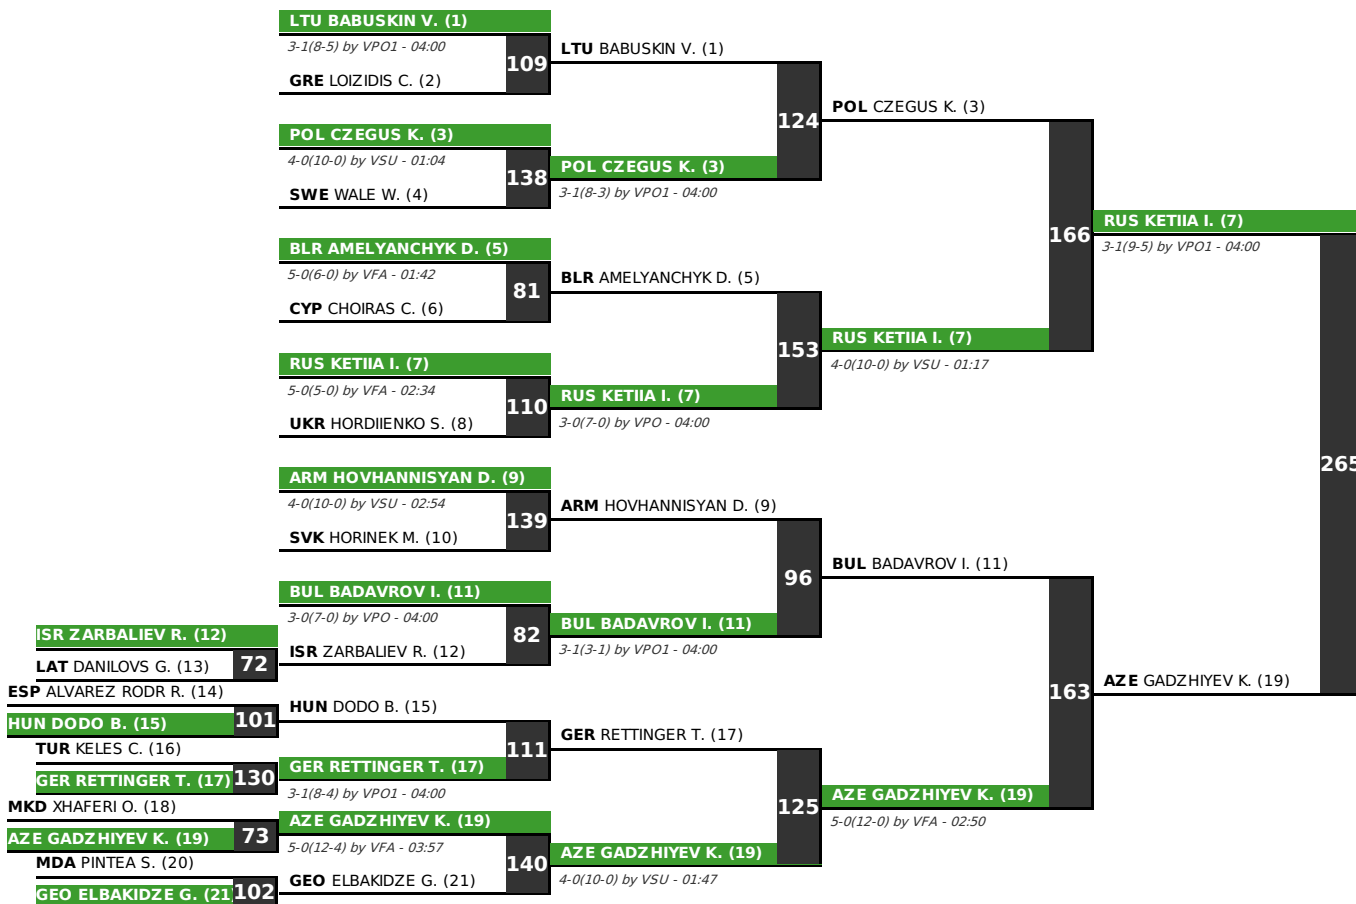 LTU BABUSKIN V. (1)
3-1(8-5) by VPO1 - 04:00
GRE LOIZIDIS C. (2)
109
LTU BABUSKIN V. (1)
POL CZEGUS K. (3)
4-0(10-0) by VSU - 01:04
SWE WALE W. (4)
138
POL CZEGUS K. (3)
3-1(8-3) by VPO1 - 04:00
124
POL CZEGUS K. (3)
BLR AMELYANCHYK D. (5)
5-0(6-0) by VFA - 01:42
CYP CHOIRAS C. (6)
81
BLR AMELYANCHYK D. (5)
RUS KETIIA I. (7)
5-0(5-0) by VFA - 02:34
UKR HORDIIENKO S. (8)
110
RUS KETIIA I. (7)
3-0(7-0) by VPO - 04:00
153
RUS KETIIA I. (7)
4-0(10-0) by VSU - 01:17
166
RUS KETIIA I. (7)
3-1(9-5) by VPO1 - 04:00
265
ARM HOVHANNISYAN D. (9)
4-0(10-0) by VSU - 02:54
SVK HORINEK M. (10)
139
ARM HOVHANNISYAN D. (9)
BUL BADAVROV I. (11)
3-0(7-0) by VPO - 04:00
ISR ZARBALIEV R. (12)
82
BUL BADAVROV I. (11)
3-1(3-1) by VPO1 - 04:00
96
BUL BADAVROV I. (11)
ISR ZARBALIEV R. (12)
LAT DANILOVS G. (13)
72
ESP ALVAREZ RODR R. (14)
HUN DODO B. (15)
101
HUN DODO B. (15)
TUR KELES C. (16)
GER RETTINGER T. (17)
130
GER RETTINGER T. (17)
3-1(8-4) by VPO1 - 04:00
111
GER RETTINGER T. (17)
MKD XHAFERI O. (18)
AZE GADZHIYEV K. (19)
73
AZE GADZHIYEV K. (19)
5-0(12-4) by VFA - 03:57
MDA PINTEA S. (20)
GEO ELBAKIDZE G. (21
102
GEO ELBAKIDZE G. (21)
140
AZE GADZHIYEV K. (19)
4-0(10-0) by VSU - 01:47
125
AZE GADZHIYEV K. (19)
5-0(12-0) by VFA - 02:50
163
AZE GADZHIYEV K. (19)